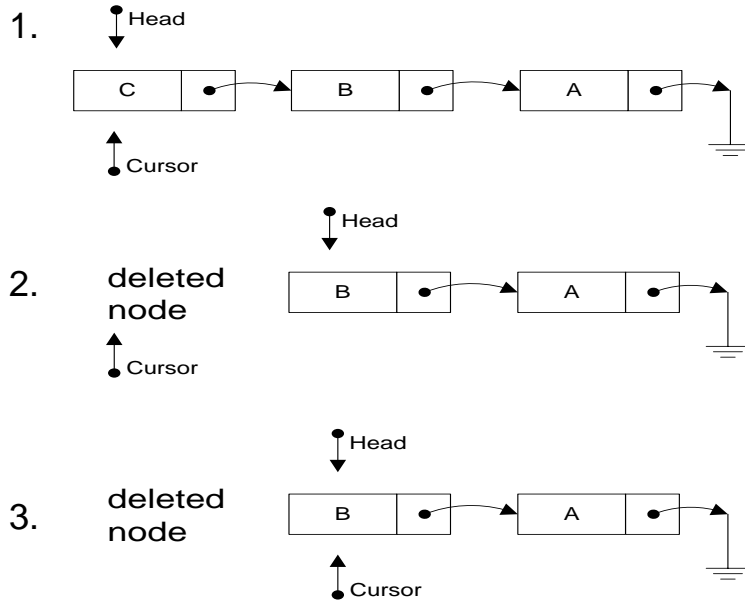 1.
Head
C
B
A
Cursor
Head
2.
deleted
node
B
A
Cursor
Head
3.
deleted
node
B
A
Cursor